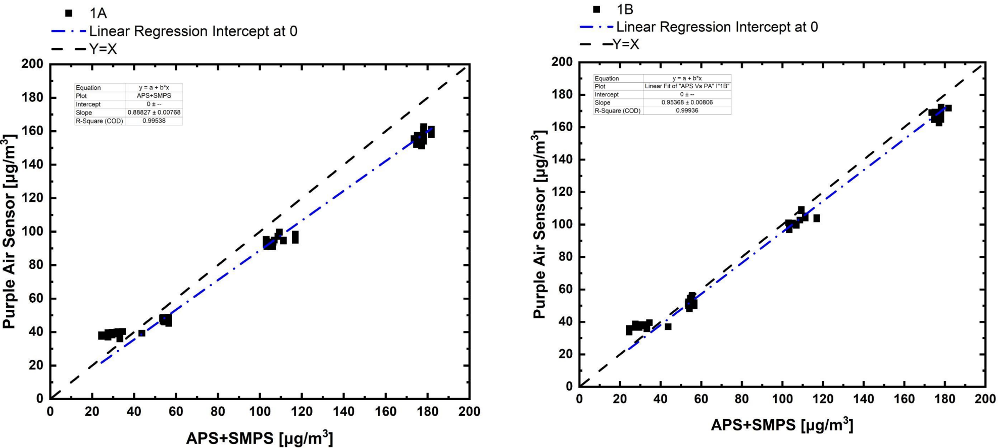 1A
Linear Regression Intercept at 0
Y=X
200
180
160
140
120
100
80
60
40
20
0
Purple Air Sensor [µg/m³]
Equation y = a + b*x
Plot APS+SMPS
Intercept 0 ± --
Slope 0.88827 ± 0.00768
R-Square (COD) 0.99538
0 20 40 60 80 100 120 140 160 180 200
APS+SMPS [µg/m³]
1B
Linear Regression Intercept at 0
Y=X
200
180
160
140
120
100
80
60
40
20
0
Purple Air Sensor [µg/m³]
Equation y = a + b*x
Plot Linear Fit of "APS Vs PA" I"1B"
Intercept 0 ± --
Slope 0.95368 ± 0.00806
R-Square (COD) 0.99936
0 20 40 60 80 100 120 140 160 180 200
APS+SMPS [µg/m³]